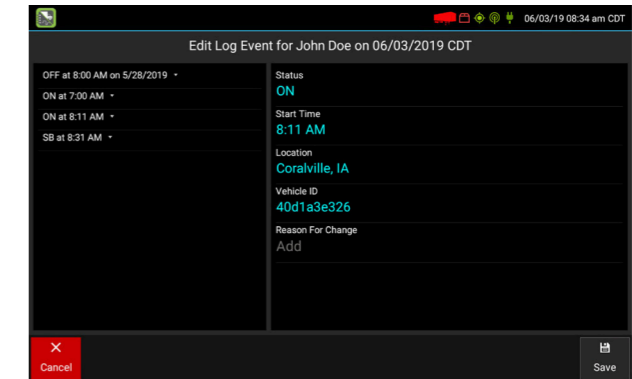 06/03/19 08:34 am CDT
Edit Log Event for John Doe on 06/03/2019 CDT
OFF at 8:00 AM on 5/28/2019
ON at 7:00 AM
ON at 8:11 AM
SB at 8:31 AM
Status
ON
Start Time
8:11 AM
Location
Coralville, IA
Vehicle ID
40d1a3e326
Reason For Change
Add
Cancel
Save